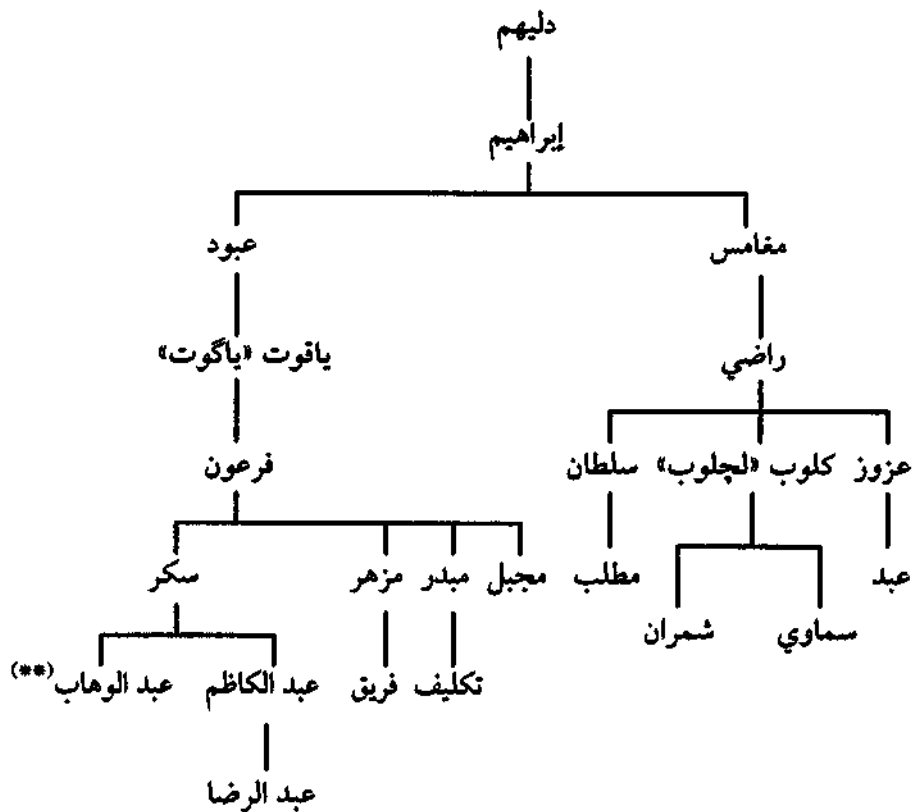 دليهم
إبراهيم
مغامس عبود
راضي ياقوت «ياگوت»
عزوز كلوب «لچلوب» سلطان فرعون
عبد مطلب مجبل مبدر مزهر سكر
سماوي شمران تكليف فريق عبد الكاظم عبد الوهاب(**)
عبد الرضا